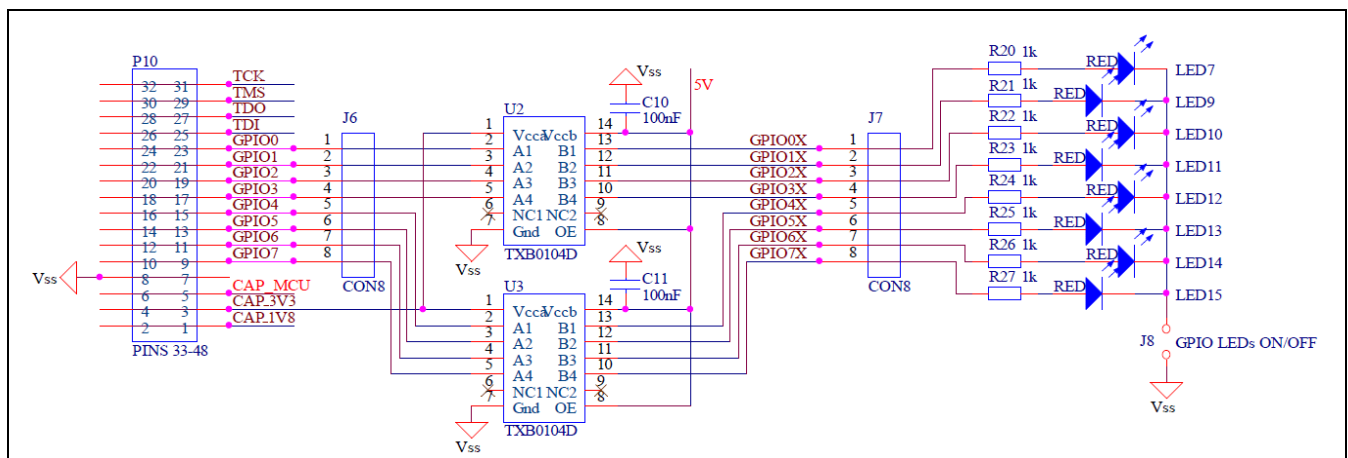 P10
32 31 TCK
30 29 TMS
28 27 TDO
26 25 TDI
24 23 GPIO0
22 21 GPIO1
20 19 GPIO2
18 17 GPIO3
16 15 GPIO4
14 13 GPIO5
12 11 GPIO6
10 9 GPIO7
8 7
6 5 CAP_MCU
4 3 CAP_3V3
2 1 CAP_1V8
PINS 33-48
Vss
J6
1
2
3
4
5
6
7
8
CON8
U2
1 Vcca Vccb 14
2 A1 B1 13
3 A2 B2 12
4 A3 B3 11
5 A4 B4 10
6 NC1 NC2 9
7 Gnd OE 8
TXB0104D
Vss
Vss
C10
100nF
5V
U3
1 Vcca Vccb 14
2 A1 B1 13
3 A2 B2 12
4 A3 B3 11
5 A4 B4 10
6 NC1 NC2 9
7 Gnd OE 8
TXB0104D
Vss
Vss
C11
100nF
J7
GPIO0X 1
GPIO1X 2
GPIO2X 3
GPIO3X 4
GPIO4X 5
GPIO5X 6
GPIO6X 7
GPIO7X 8
CON8
R20 1k RED LED7
R21 1k RED LED9
R22 1k RED LED10
R23 1k RED LED11
R24 1k RED LED12
R25 1k RED LED13
R26 1k RED LED14
R27 1k RED LED15
J8 GPIO LEDs ON/OFF
Vss